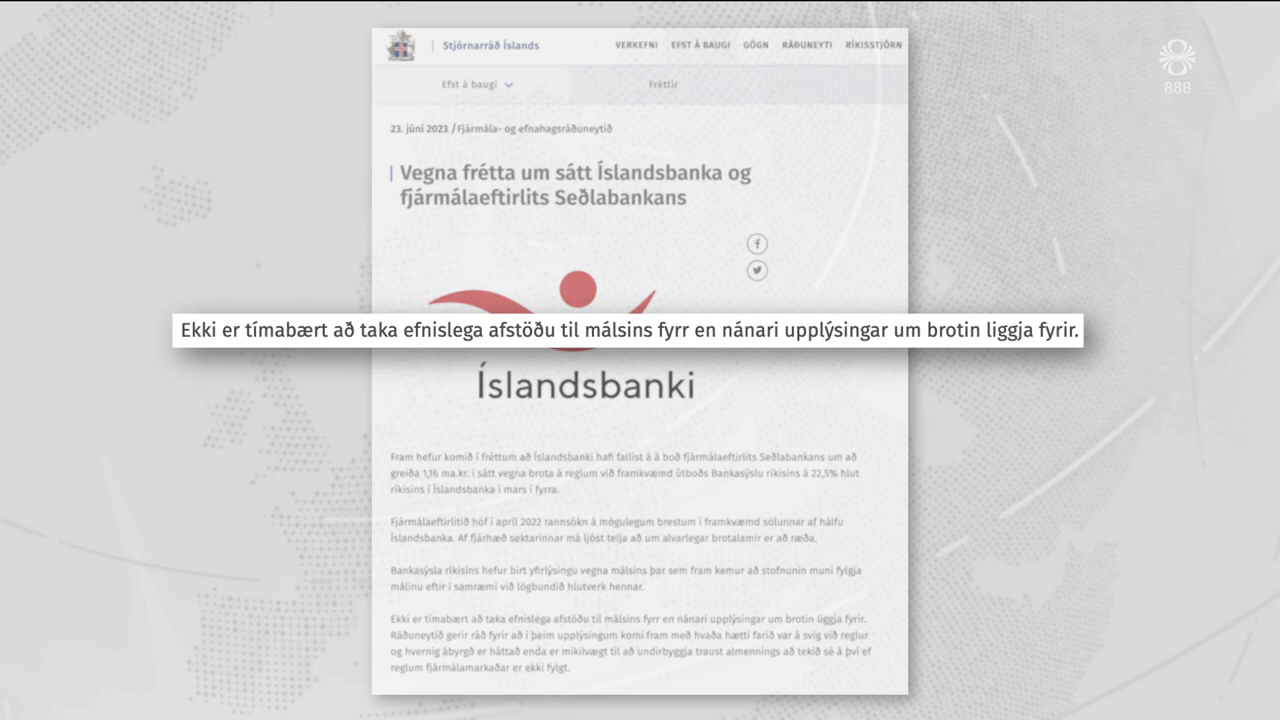 Stjórnarráð Íslands
VERKEFNI EFST Á BAUGI GÖGN RÁÐUNEYTI RÍKISSTJÓRN
888
Efst á baugi Fréttir
23. júní 2023 / Fjármála- og efnahagsráðuneytið
Vegna frétta um sátt Íslandsbanka og
fjármálaeftirlits Seðlabankans
Ekki er tímabært að taka efnislega afstöðu til málsins fyrr en nánari upplýsingar um brotin liggja fyrir.
Íslandsbanki
Fram hefur komið í fréttum að Íslandsbanki hafi fallist á á boð fjármálaeftirlits Seðlabankans um að
greiða 1,16 ma.kr. í sátt vegna brota á reglum við framkvæmd útboðs Bankasýslu ríkisins á 22,5% hlut
ríkisins í Íslandsbanka í mars í fyrra.
Fjármálaeftirlitið hóf í apríl 2022 rannsókn á mögulegum brestum í framkvæmd sölunnar af hálfu
Íslandsbanka. Af fjárhæð sektarinnar má ljóst telja að um alvarlegar brotalamir er að ræða.
Bankasýsla ríkisins hefur birt yfirlýsingu vegna málsins þar sem fram kemur að stofnunin muni fylgja
málinu eftir í samræmi við lögbundið hlutverk hennar.
Ekki er tímabært að taka efnislega afstöðu til málsins fyrr en nánari upplýsingar um brotin liggja fyrir.
Ráðuneytið gerir ráð fyrir að í þeim upplýsingum komi fram með hvaða hætti farið var á svig við reglur
og hvernig ábyrgð er háttað enda er mikilvægt til að undirbyggja traust almennings að tekið sé á því ef
reglum fjármálamarkaðar er ekki fylgt.